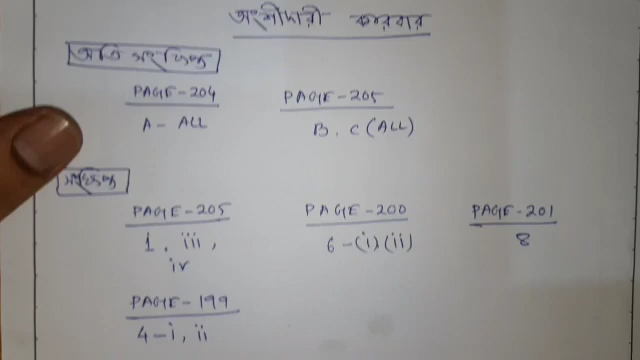 অংশীদারী কারবার
অতি সংক্ষিপ্ত
PAGE-204 PAGE-205
A - ALL B. C (ALL)
সংক্ষিপ্ত
PAGE-205 PAGE-200 PAGE-201
1, iii, 6-(i)(ii) 8
iv
PAGE-199
4-i, ii